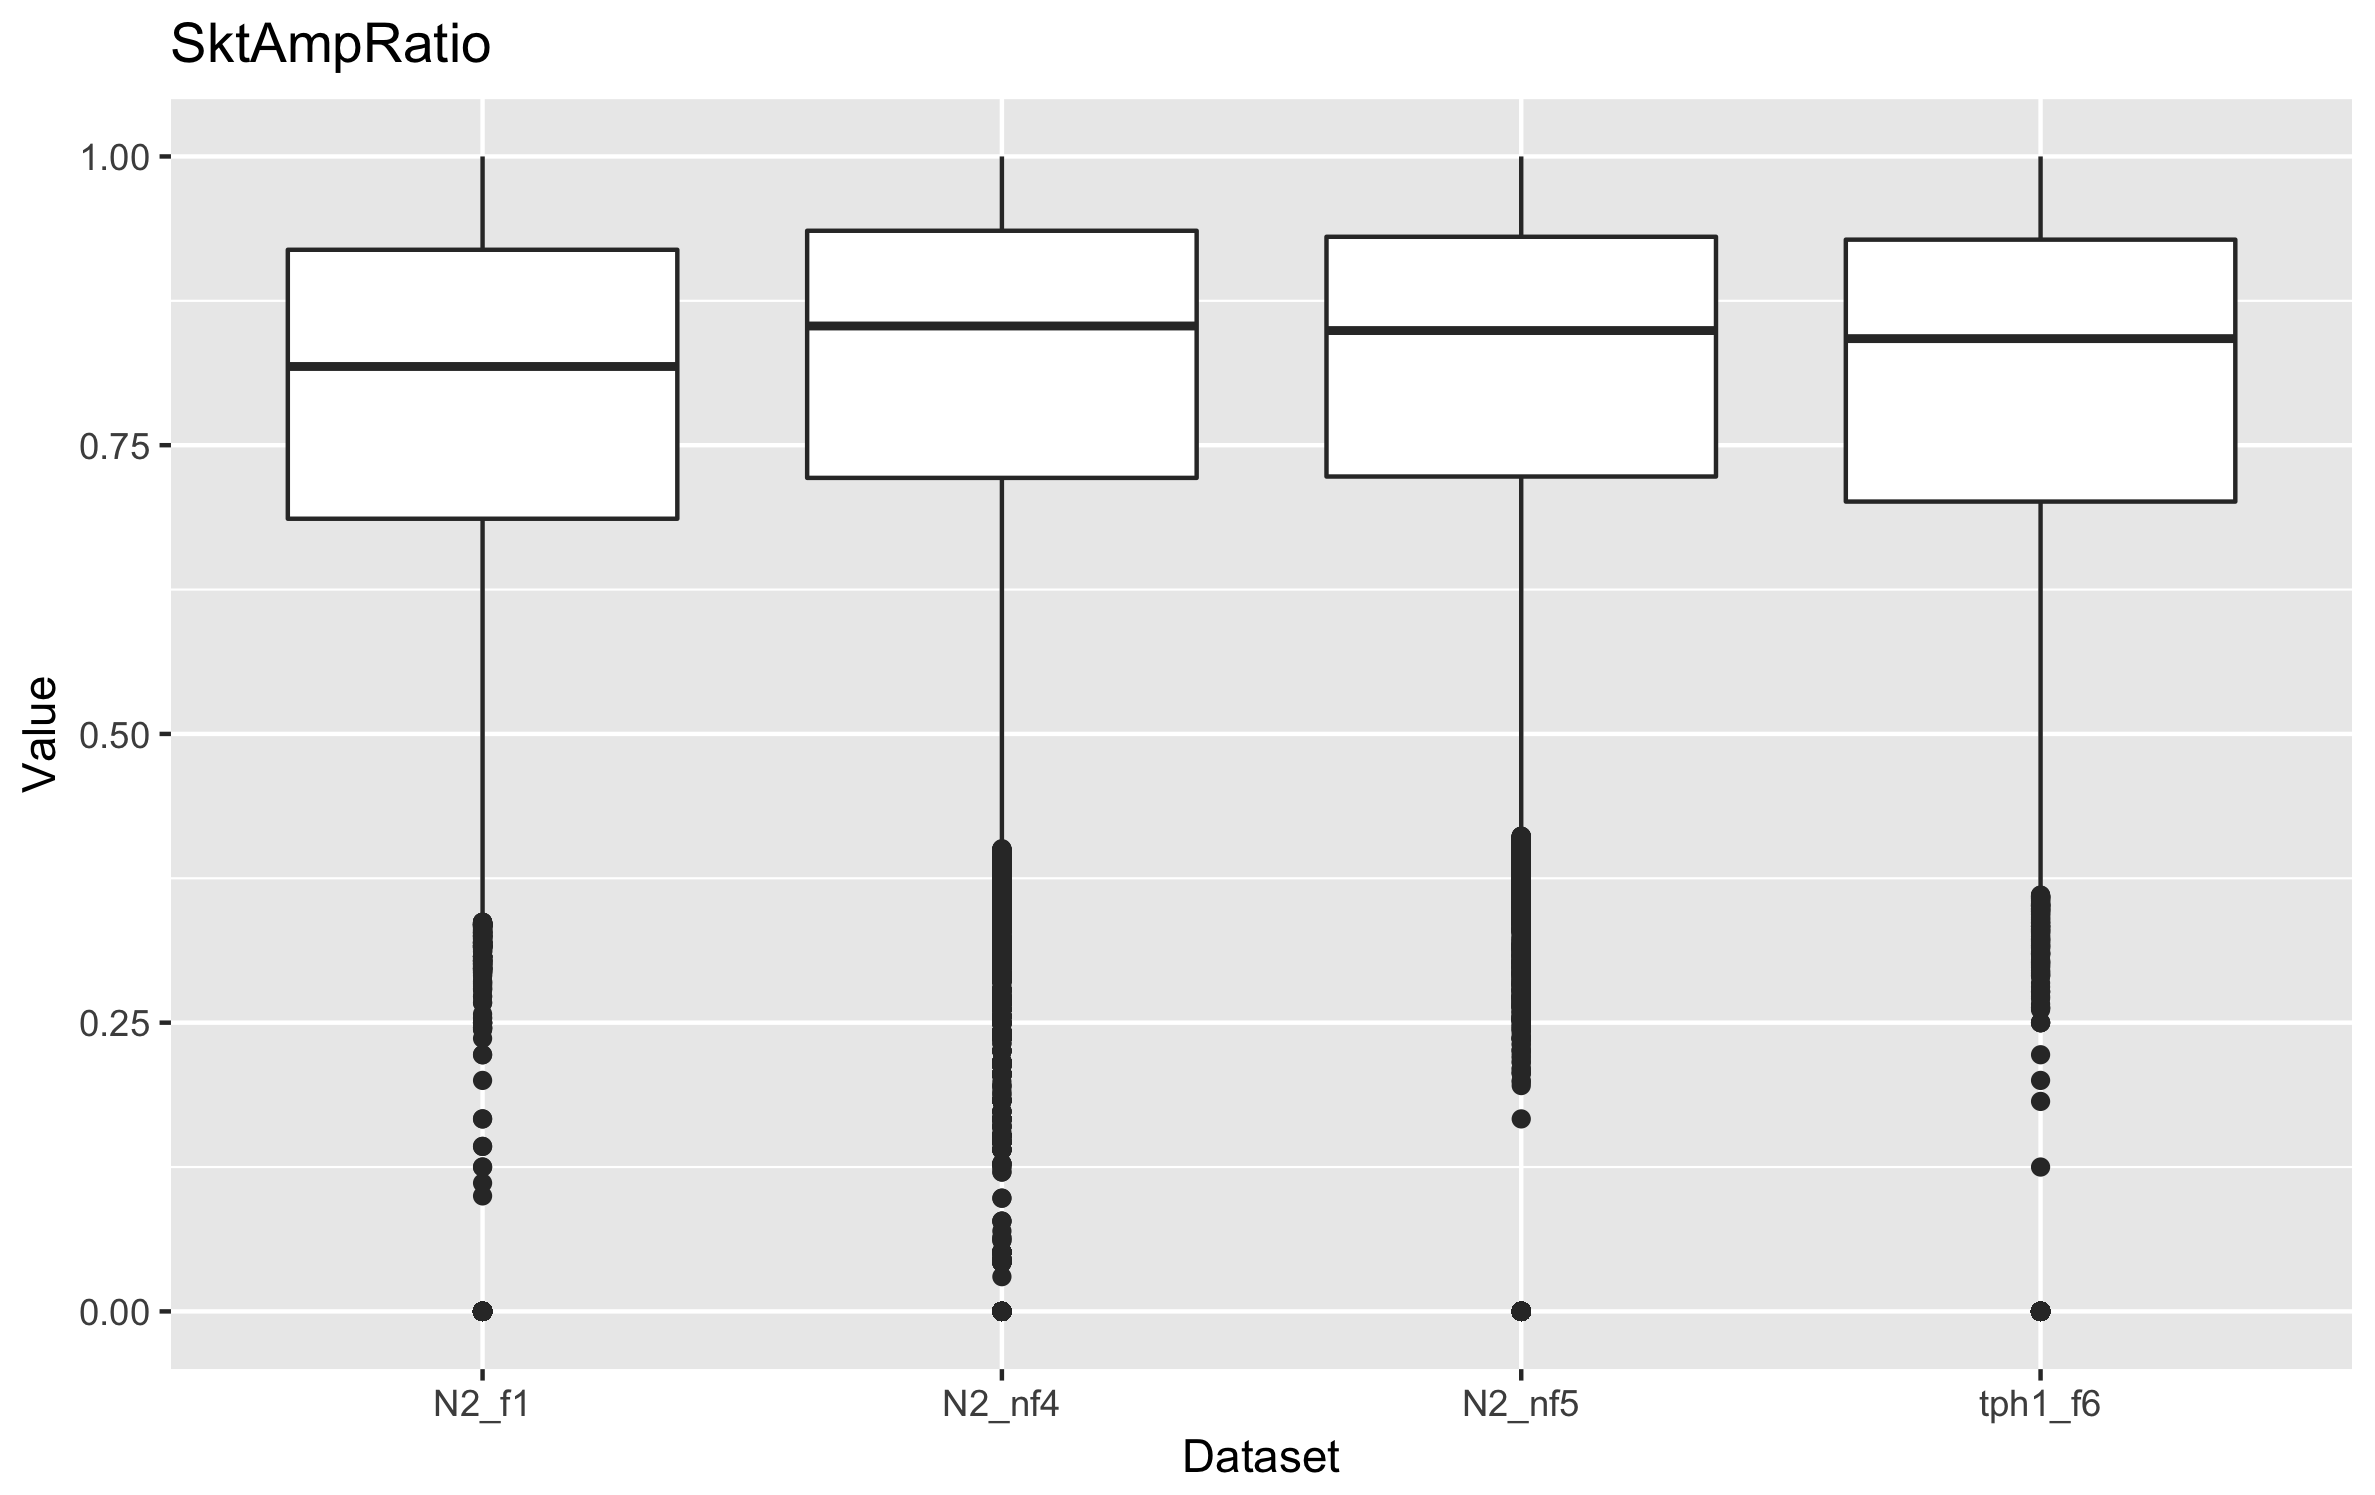 SktAmpRatio
1.00
0.75
0.50
0.25
0.00
Value
N2_f1 N2_nf4 N2_nf5 tph1_f6
Dataset